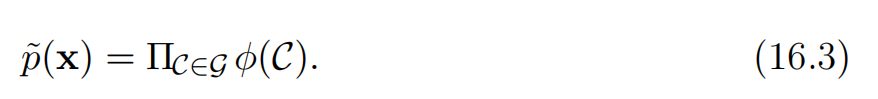 p̃(𝐱) = Π_{𝒞∈𝒢} ϕ(𝒞). (16.3)